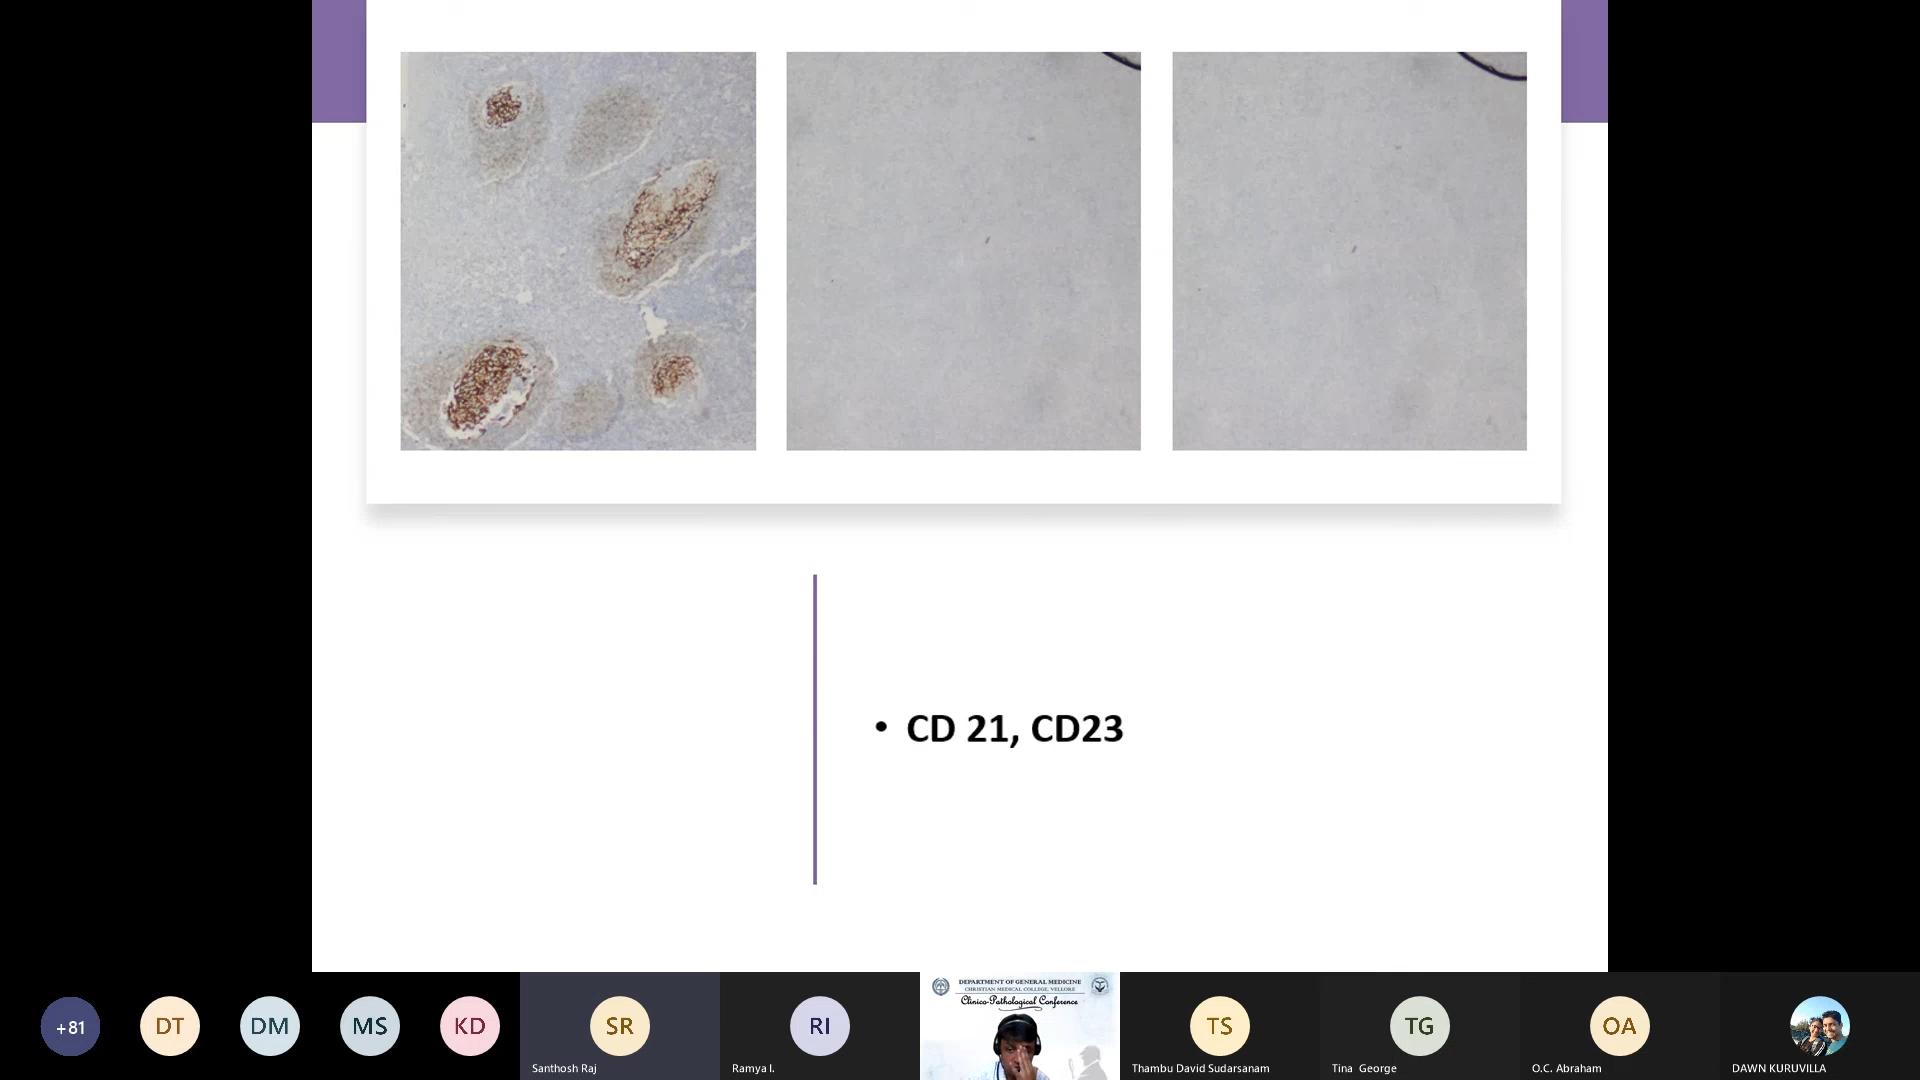 • CD 21, CD23
+81
DT
DM
MS
KD
SR
Santhosh Raj
RI
Ramya I.
DEPARTMENT OF GENERAL MEDICINE
CHRISTIAN MEDICAL COLLEGE, VELLORE
Clinico-Pathological Conference
TS
Thambu David Sudarsanam
TG
Tina George
OA
O.C. Abraham
DAWN KURUVILLA